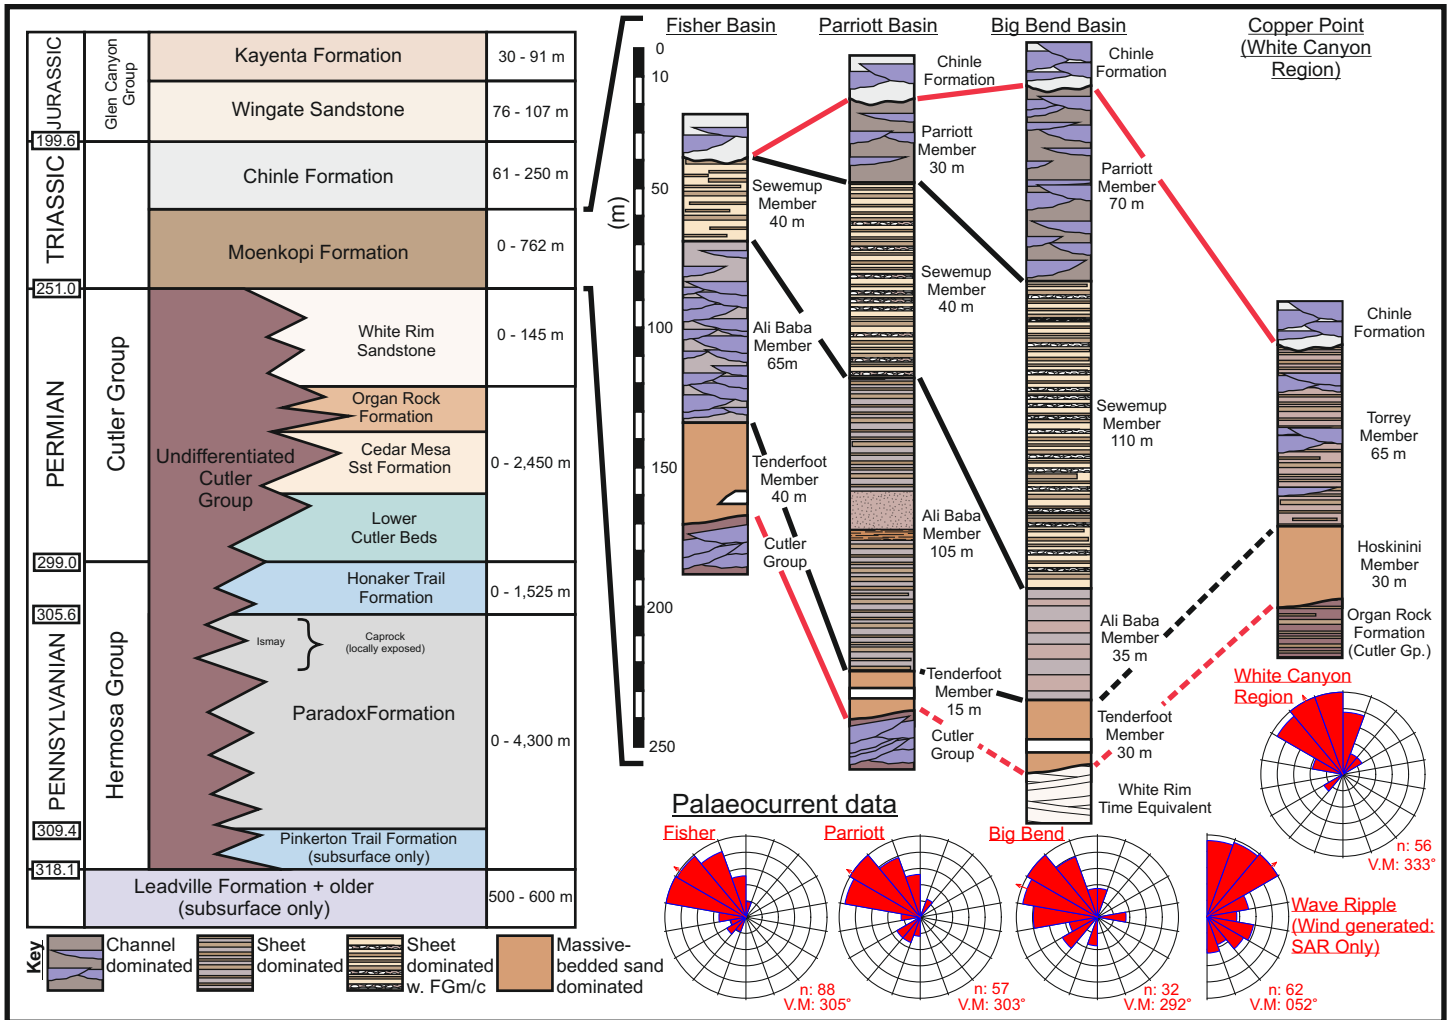 JURASSIC
TRIASSIC
PERMIAN
PENNSYLVANIAN
199.6
251.0
299.0
305.6
309.4
318.1
Glen Canyon
Group
Cutler Group
Hermosa Group
Kayenta Formation
30 - 91 m
Wingate Sandstone
76 - 107 m
Chinle Formation
61 - 250 m
Moenkopi Formation
0 - 762 m
White Rim
Sandstone
0 - 145 m
Organ Rock
Formation
Undifferentiated
Cutler
Group
Cedar Mesa
Sst Formation
0 - 2,450 m
Lower
Cutler Beds
Honaker Trail
Formation
0 - 1,525 m
Ismay
Caprock
(locally exposed)
ParadoxFormation
0 - 4,300 m
Pinkerton Trail Formation
(subsurface only)
Leadville Formation + older
(subsurface only)
500 - 600 m
Key
Channel
dominated
Sheet
dominated
Sheet
dominated
w. FGm/c
Massive-
bedded sand
dominated
0
10
50
(m)
100
150
200
250
Fisher Basin
Sewemup
Member
40 m
Ali Baba
Member
65m
Tenderfoot
Member
40 m
Cutler
Group
Parriott Basin
Chinle
Formation
Parriott
Member
30 m
Sewemup
Member
40 m
Ali Baba
Member
105 m
Tenderfoot
Member
15 m
Cutler
Group
Big Bend Basin
Chinle
Formation
Parriott
Member
70 m
Sewemup
Member
110 m
Ali Baba
Member
35 m
Tenderfoot
Member
30 m
White Rim
Time Equivalent
Copper Point
(White Canyon
Region)
Chinle
Formation
Torrey
Member
65 m
Hoskinini
Member
30 m
Organ Rock
Formation
(Cutler Gp.)
White Canyon
Region
n: 56
V.M: 333°
Palaeocurrent data
Fisher
n: 88
V.M: 305°
Parriott
n: 57
V.M: 303°
Big Bend
n: 32
V.M: 292°
Wave Ripple
(Wind generated:
SAR Only)
n: 62
V.M: 052°